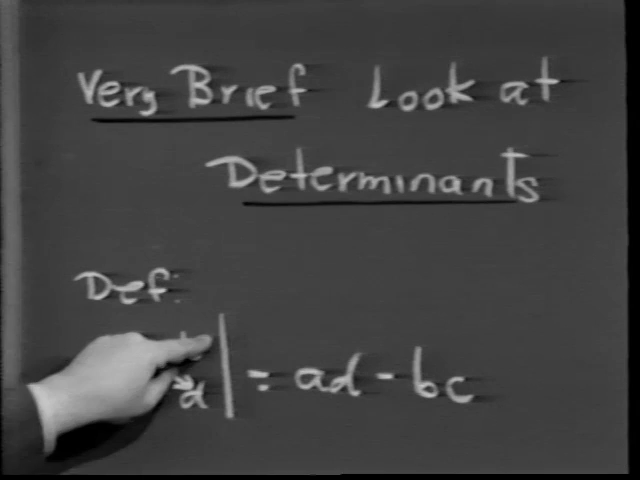 Very Brief Look at
Determinants
Def:
d | = ad - bc